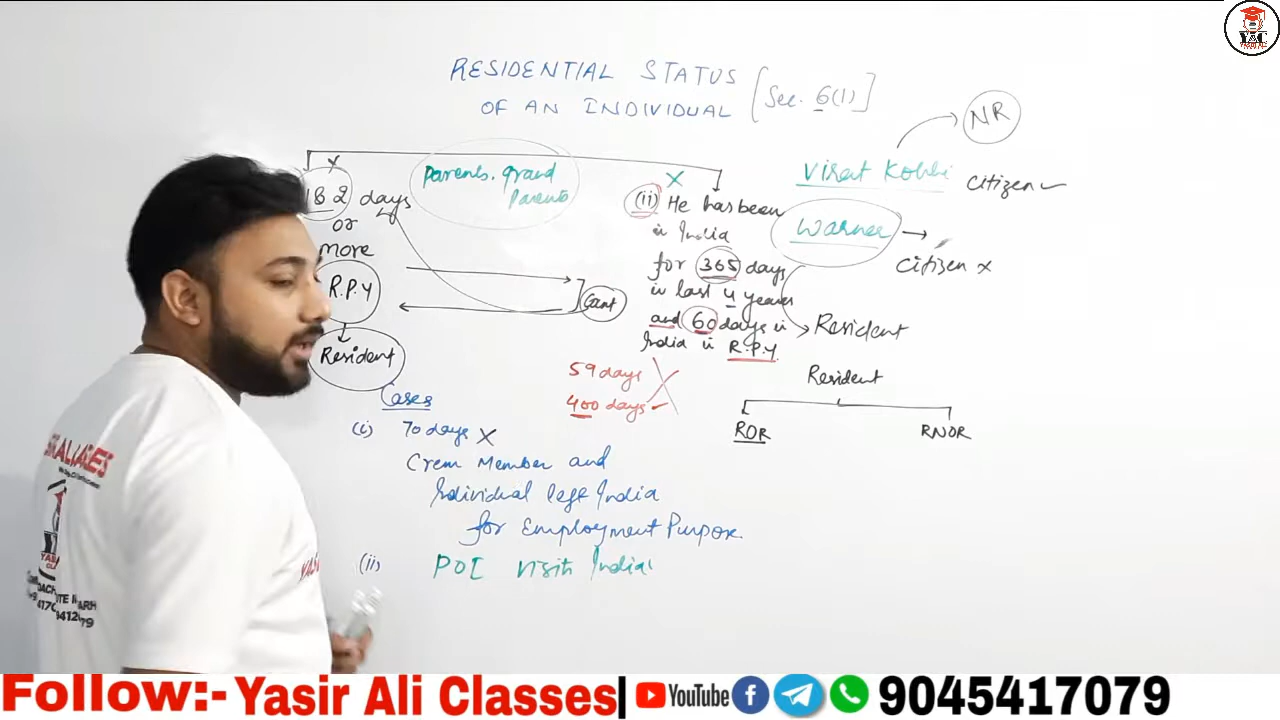 RESIDENTIAL STATUS
OF AN INDIVIDUAL [Sec. 6(1)]
182 days
or
more
R.P.Y
Resident
Parents. grand
Parents
(ii) He has been
in India
for 365 days
in last 4 years
and 60 days in
India in R.P.Y
Cant
59 days
400 days
Virat Kohli
NR
Citizen
Warner
Citizen x
Resident
Resident
ROR
RNOR
Cases
(i) 70 days X
Crew Member and
Individual left India
for Employment Purpose.
(ii) POI visits India
YAC
Follow:- Yasir Ali Classes| YouTube 9045417079